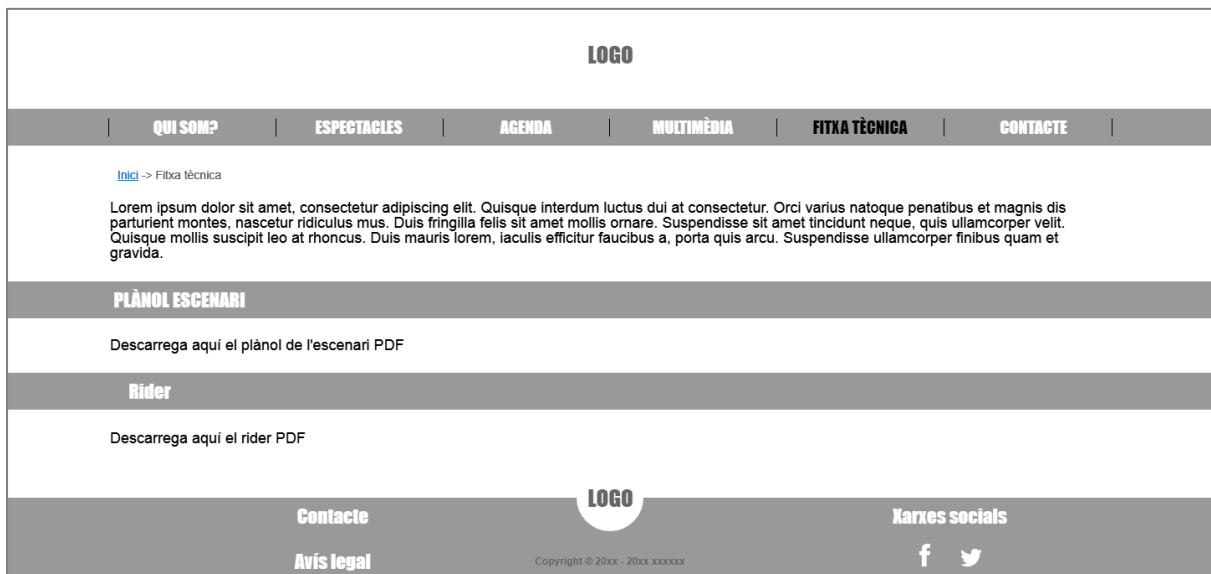 LOGO
QUI SOM? ESPECTACLES AGENDA MULTIMÈDIA FITXA TÈCNICA CONTACTE
Inici -> Fitxa tècnica
Lorem ipsum dolor sit amet, consectetur adipiscing elit. Quisque interdum luctus dui at consectetur. Orci varius natoque penatibus et magnis dis
parturient montes, nascetur ridiculus mus. Duis fringilla felis sit amet mollis ornare. Suspendisse sit amet tincidunt neque, quis ullamcorper velit.
Quisque mollis suscipit leo at rhoncus. Duis mauris lorem, iaculis efficitur faucibus a, porta quis arcu. Suspendisse ullamcorper finibus quam et
gravida.
PLÀNOL ESCENARI
Descarrega aquí el plànol de l'escenari PDF
Rider
Descarrega aquí el rider PDF
LOGO
Contacte Xarxes socials
Avís legal Copyright © 20xx - 20xx xxxxxx